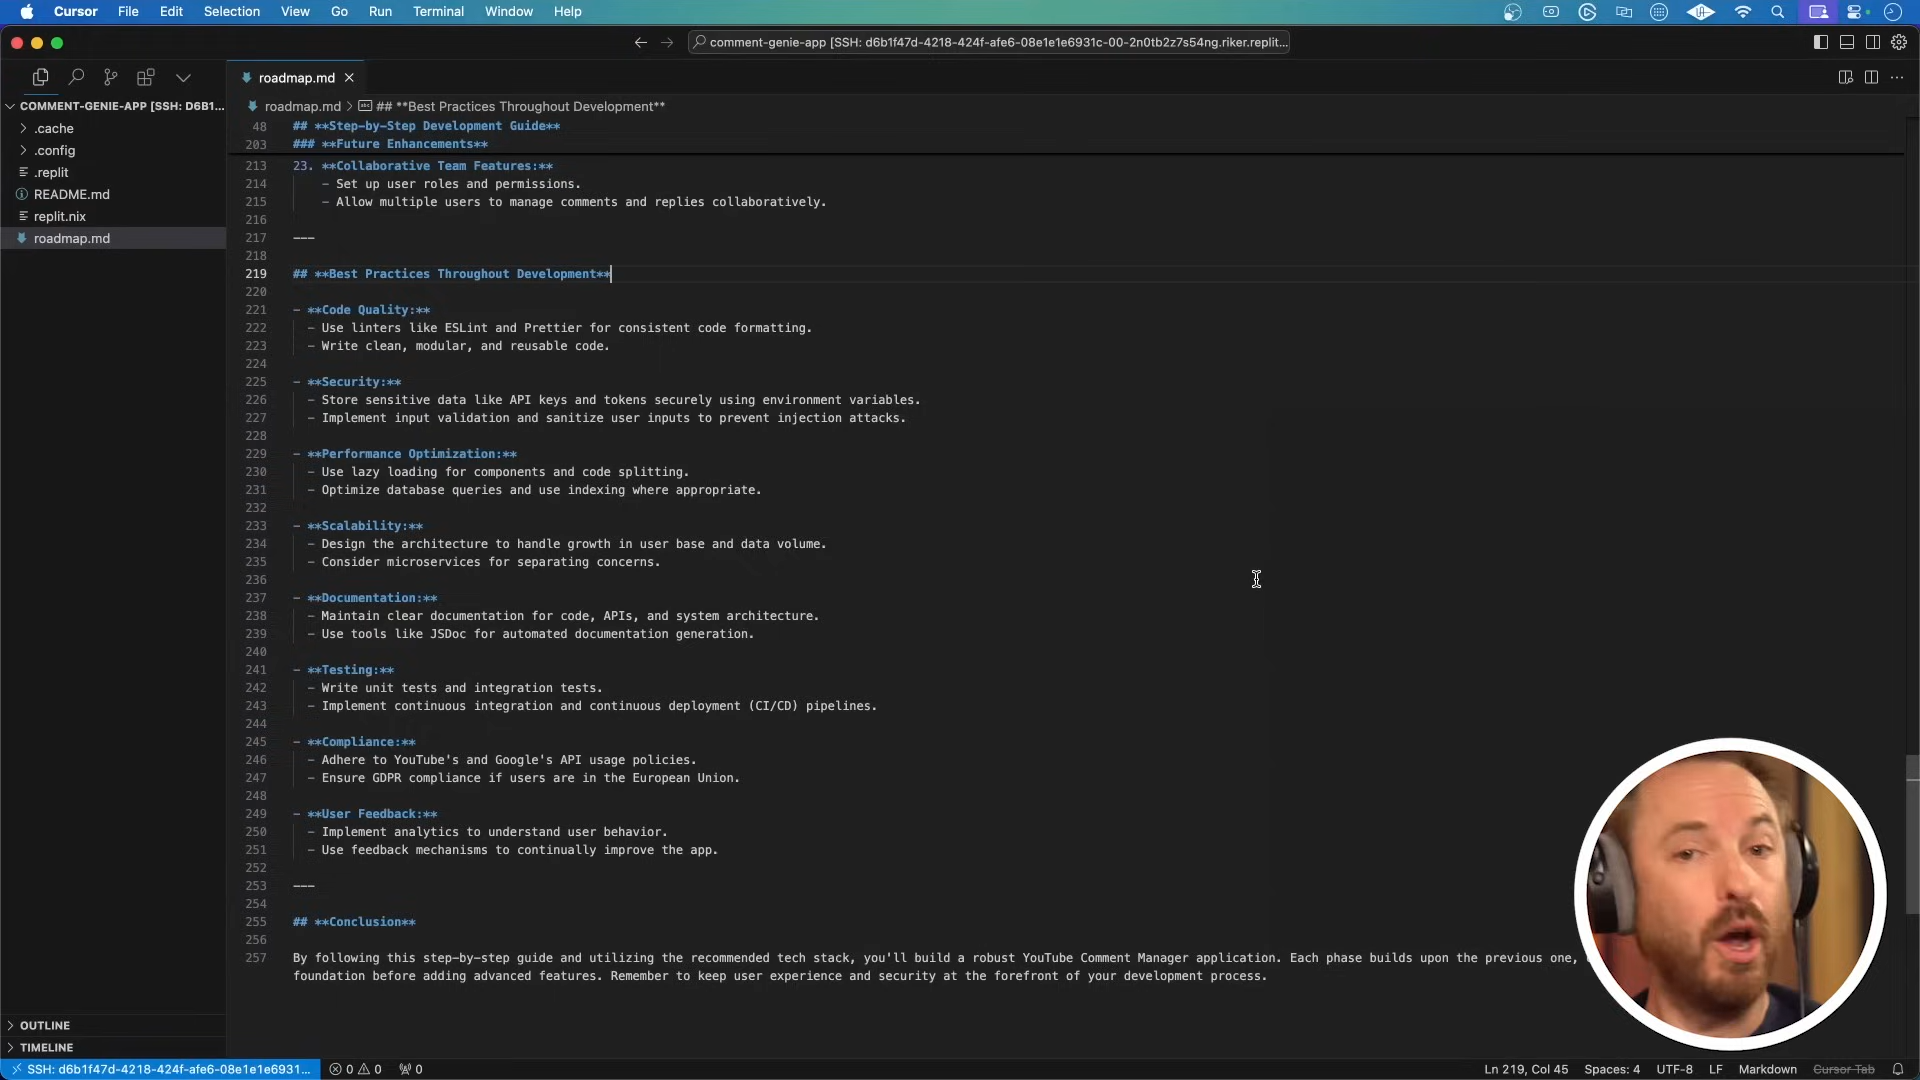 Cursor File Edit Selection View Go Run Terminal Window Help
comment-genie-app [SSH: d6b1f47d-4218-424f-afe6-08e1e1e6931c-00-2n0tb2z7s54ng.riker.replit...
roadmap.md
COMMENT-GENIE-APP [SSH: D6B1...
.cache
.config
.replit
README.md
replit.nix
roadmap.md
OUTLINE
TIMELINE
roadmap.md > ## **Best Practices Throughout Development**
48 ## **Step-by-Step Development Guide**
203 ### **Future Enhancements**
213 23. **Collaborative Team Features:**
214 - Set up user roles and permissions.
215 - Allow multiple users to manage comments and replies collaboratively.
216
217 ---
218
219 ## **Best Practices Throughout Development**
220
221 - **Code Quality:**
222 - Use linters like ESLint and Prettier for consistent code formatting.
223 - Write clean, modular, and reusable code.
224
225 - **Security:**
226 - Store sensitive data like API keys and tokens securely using environment variables.
227 - Implement input validation and sanitize user inputs to prevent injection attacks.
228
229 - **Performance Optimization:**
230 - Use lazy loading for components and code splitting.
231 - Optimize database queries and use indexing where appropriate.
232
233 - **Scalability:**
234 - Design the architecture to handle growth in user base and data volume.
235 - Consider microservices for separating concerns.
236
237 - **Documentation:**
238 - Maintain clear documentation for code, APIs, and system architecture.
239 - Use tools like JSDoc for automated documentation generation.
240
241 - **Testing:**
242 - Write unit tests and integration tests.
243 - Implement continuous integration and continuous deployment (CI/CD) pipelines.
244
245 - **Compliance:**
246 - Adhere to YouTube's and Google's API usage policies.
247 - Ensure GDPR compliance if users are in the European Union.
248
249 - **User Feedback:**
250 - Implement analytics to understand user behavior.
251 - Use feedback mechanisms to continually improve the app.
252
253 ---
254
255 ## **Conclusion**
256
257 By following this step-by-step guide and utilizing the recommended tech stack, you'll build a robust YouTube Comment Manager application. Each phase builds upon the previous one,
foundation before adding advanced features. Remember to keep user experience and security at the forefront of your development process.
SSH: d6b1f47d-4218-424f-afe6-08e1e1e6931... 0 0 0 Ln 219, Col 45 Spaces: 4 UTF-8 LF Markdown Cursor Tab